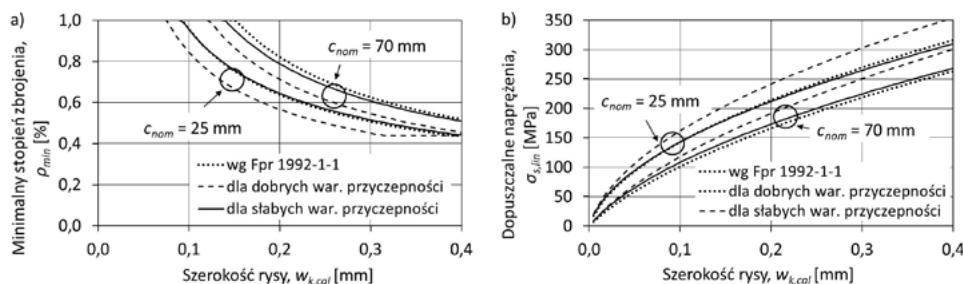 a)
Minimalny stopień zbrojenia,
ρmin [%]
1,0
0,8
0,6
0,4
0,2
0,0
0,0 0,1 0,2 0,3 0,4
Szerokość rysy, wk,cal [mm]
cnom = 70 mm
cnom = 25 mm
wg Fpr 1992-1-1
dla dobrych war. przyczepności
dla słabych war. przyczepności
b)
Dopuszczalne naprężenia,
σs,lin [MPa]
350
300
250
200
150
100
50
0
0,0 0,1 0,2 0,3 0,4
Szerokość rysy, wk,cal [mm]
cnom = 25 mm
cnom = 70 mm
wg Fpr 1992-1-1
dla dobrych war. przyczepności
dla słabych war. przyczepności